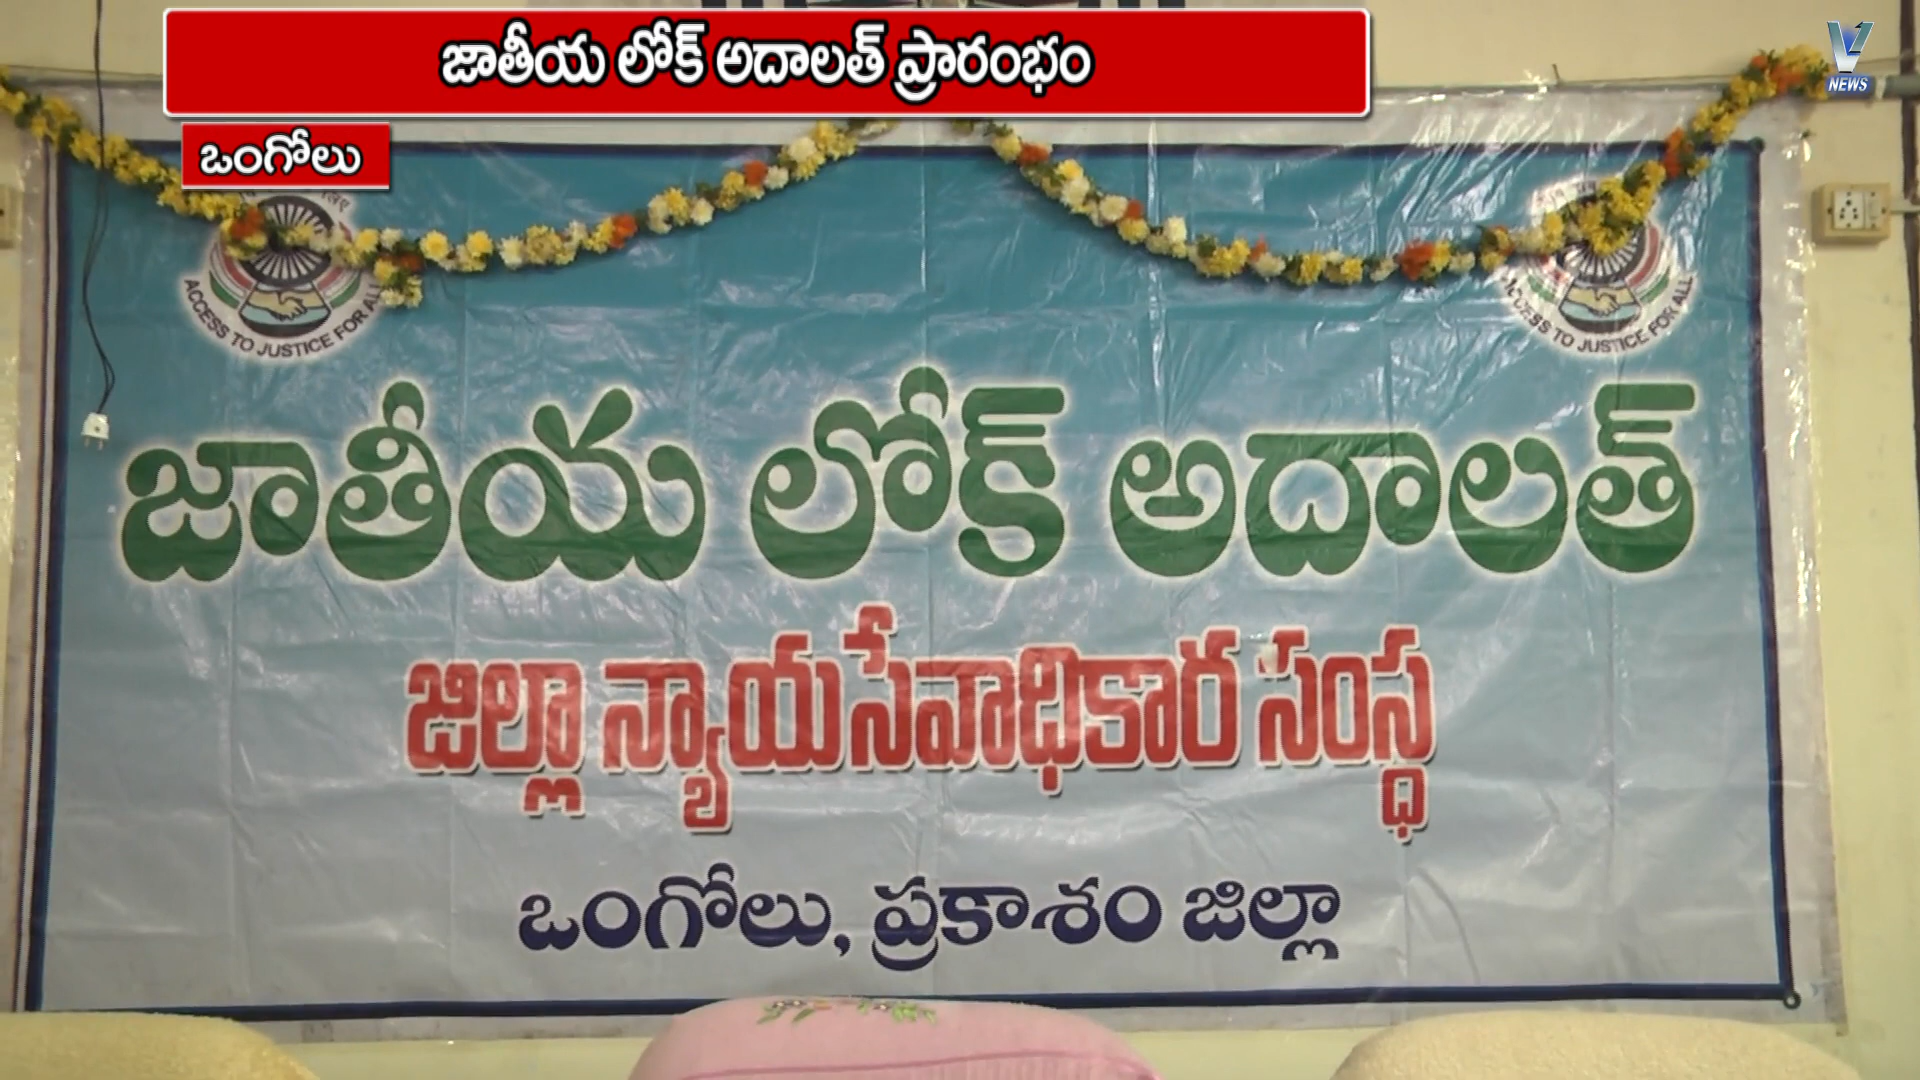 జాతీయ లోక్ అదాలత్ ప్రారంభం
V
NEWS
ఒంగోలు
ACCESS TO JUSTICE FOR ALL
ACCESS TO JUSTICE FOR ALL
జాతీయ లోక్ అదాలత్
జిల్లా న్యాయసేవాధికార సంస్థ
ఒంగోలు, ప్రకాశం జిల్లా